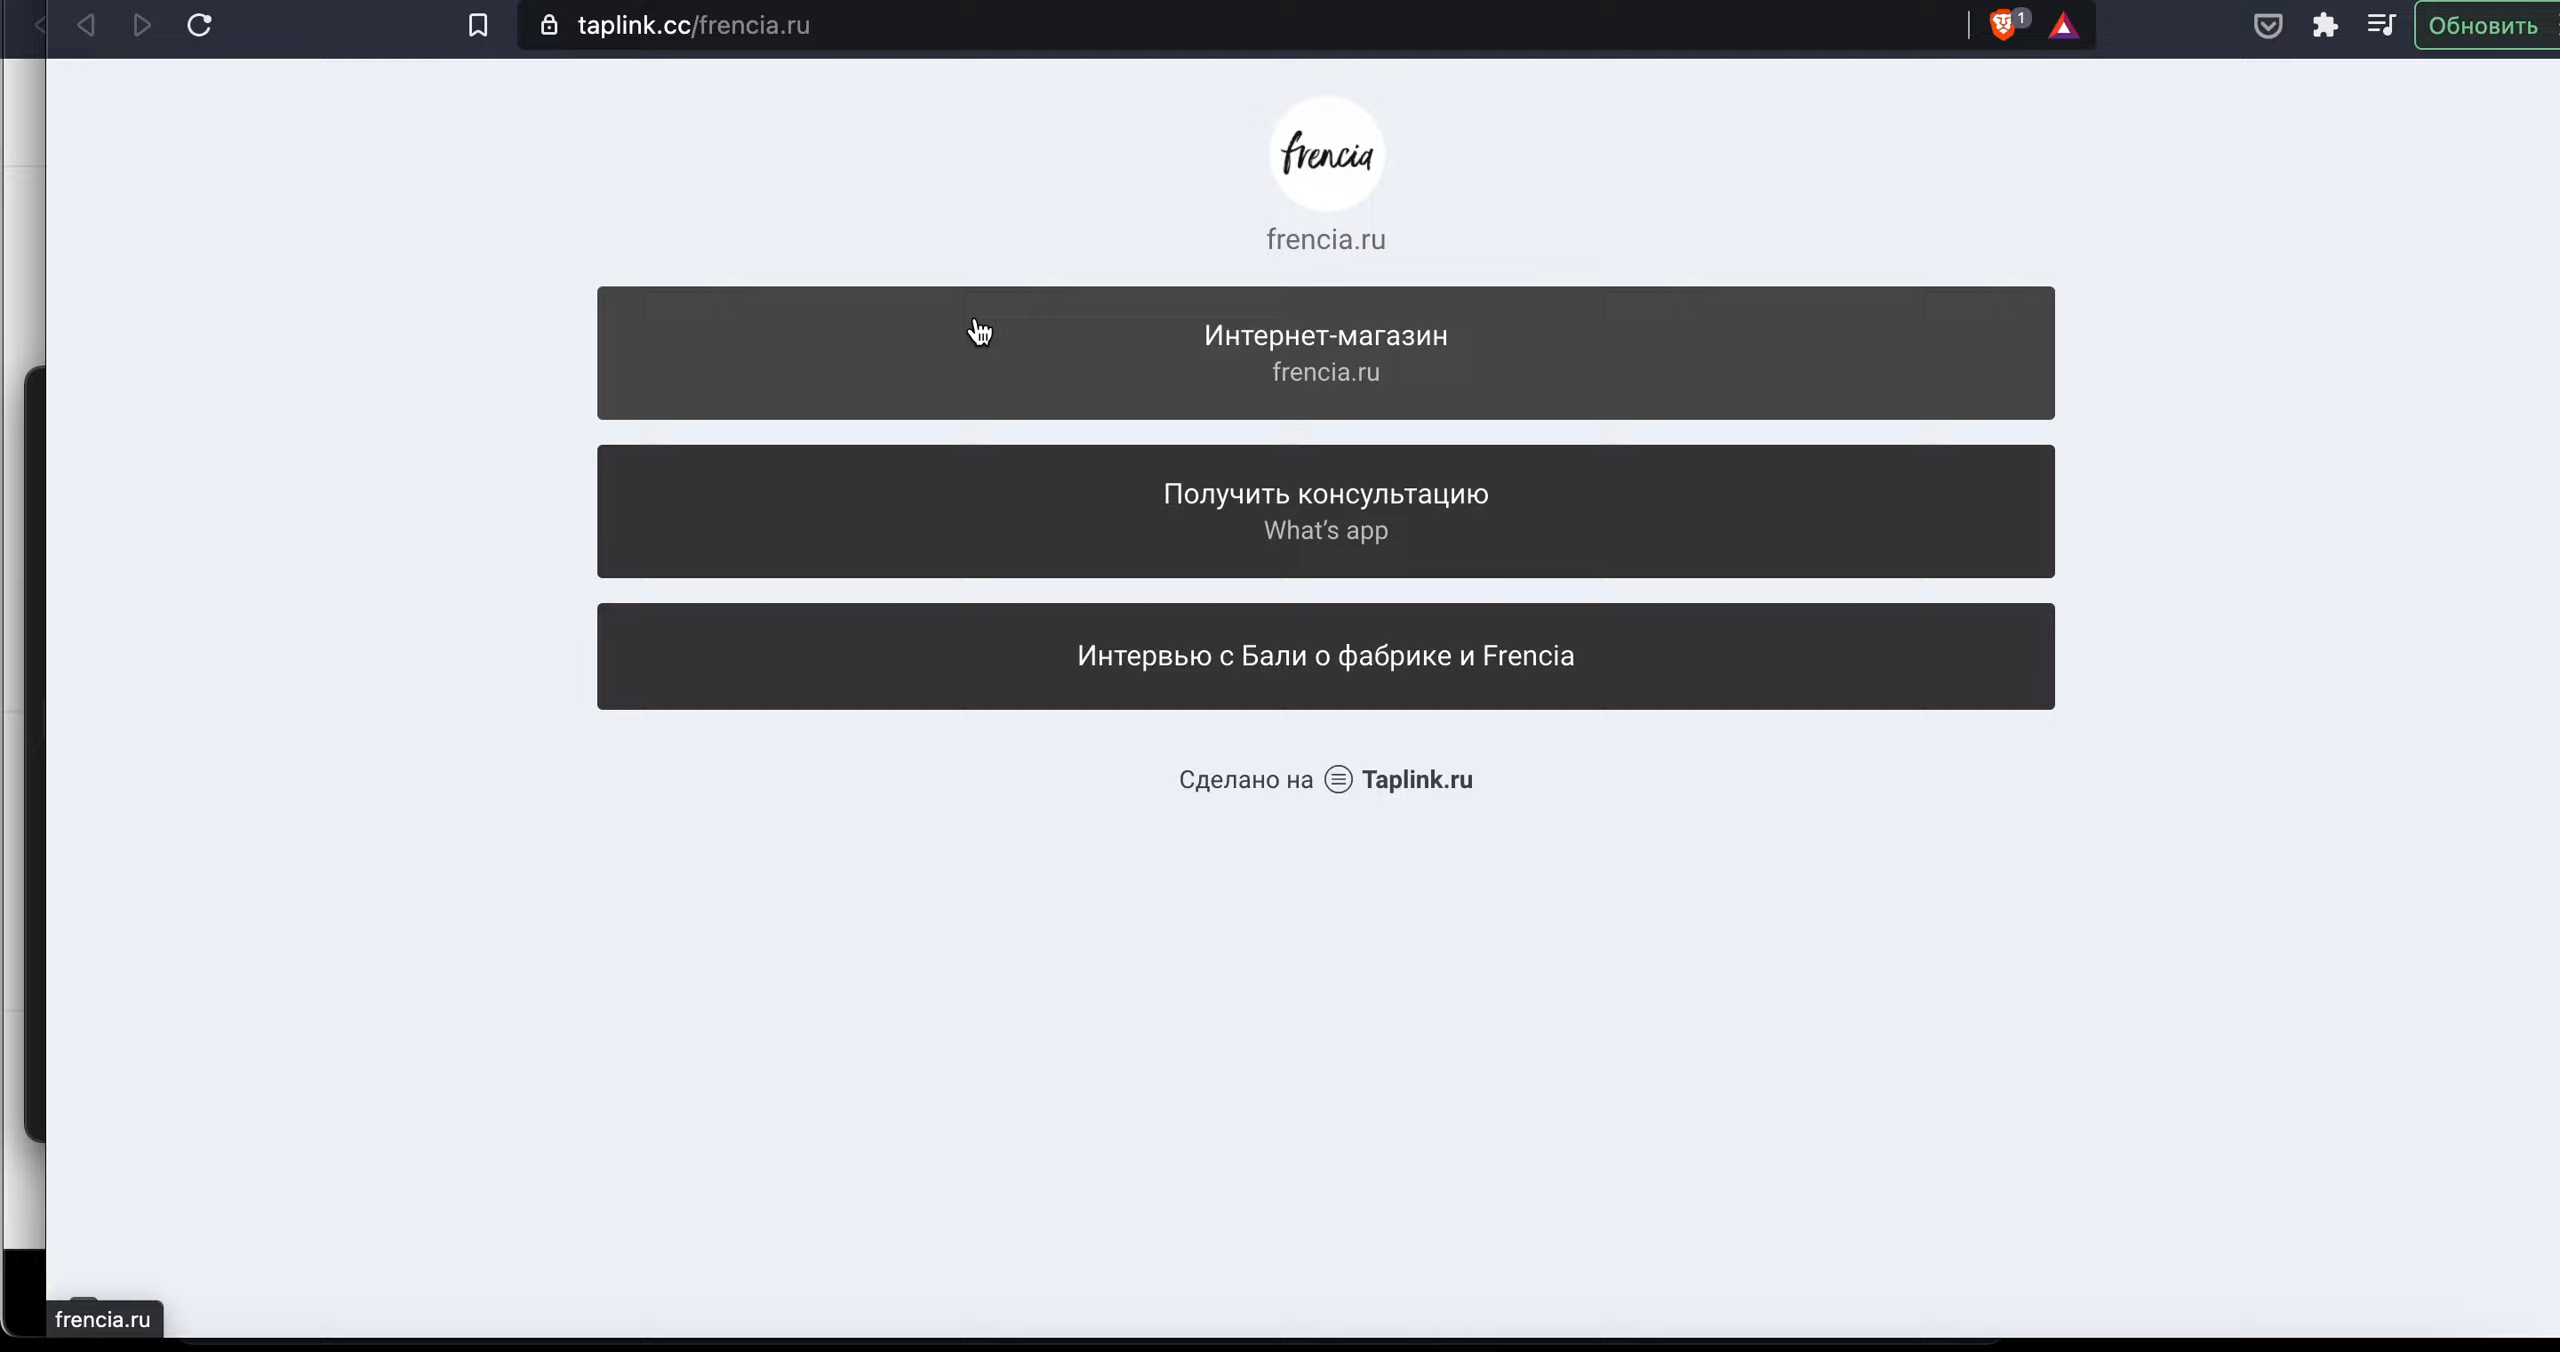 taplink.cc/frencia.ru
1
Обновить
frencia
frencia.ru
Интернет-магазин
frencia.ru
Получить консультацию
What’s app
Интервью с Бали о фабрике и Frencia
Сделано на Taplink.ru
frencia.ru